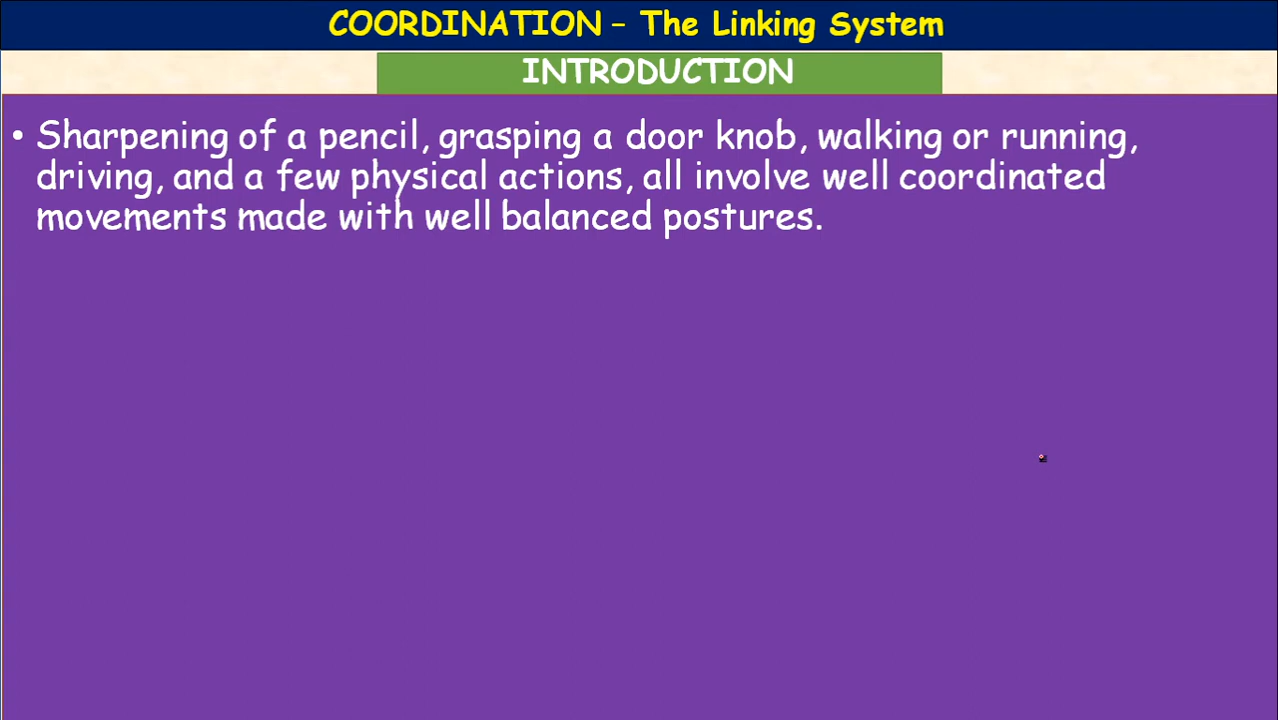 COORDINATION – The Linking System
INTRODUCTION
• Sharpening of a pencil, grasping a door knob, walking or running,
driving, and a few physical actions, all involve well coordinated
movements made with well balanced postures.